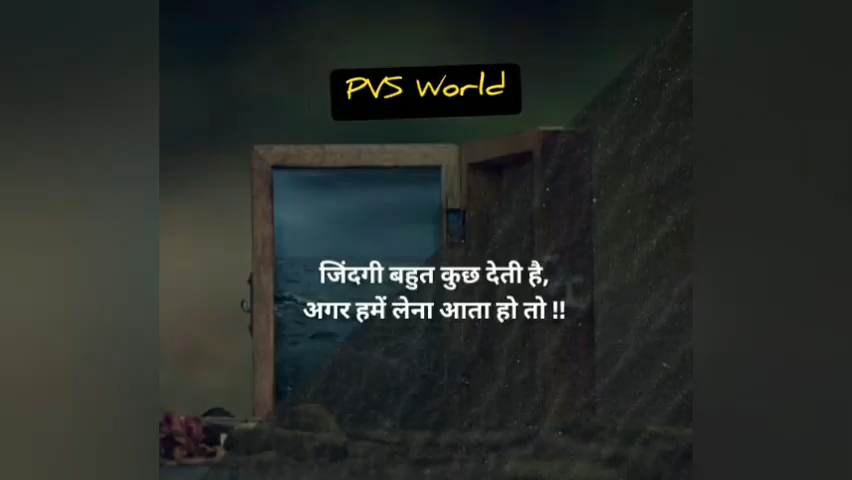 PVS World
जिंदगी बहुत कुछ देती है,
अगर हमें लेना आता हो तो !!